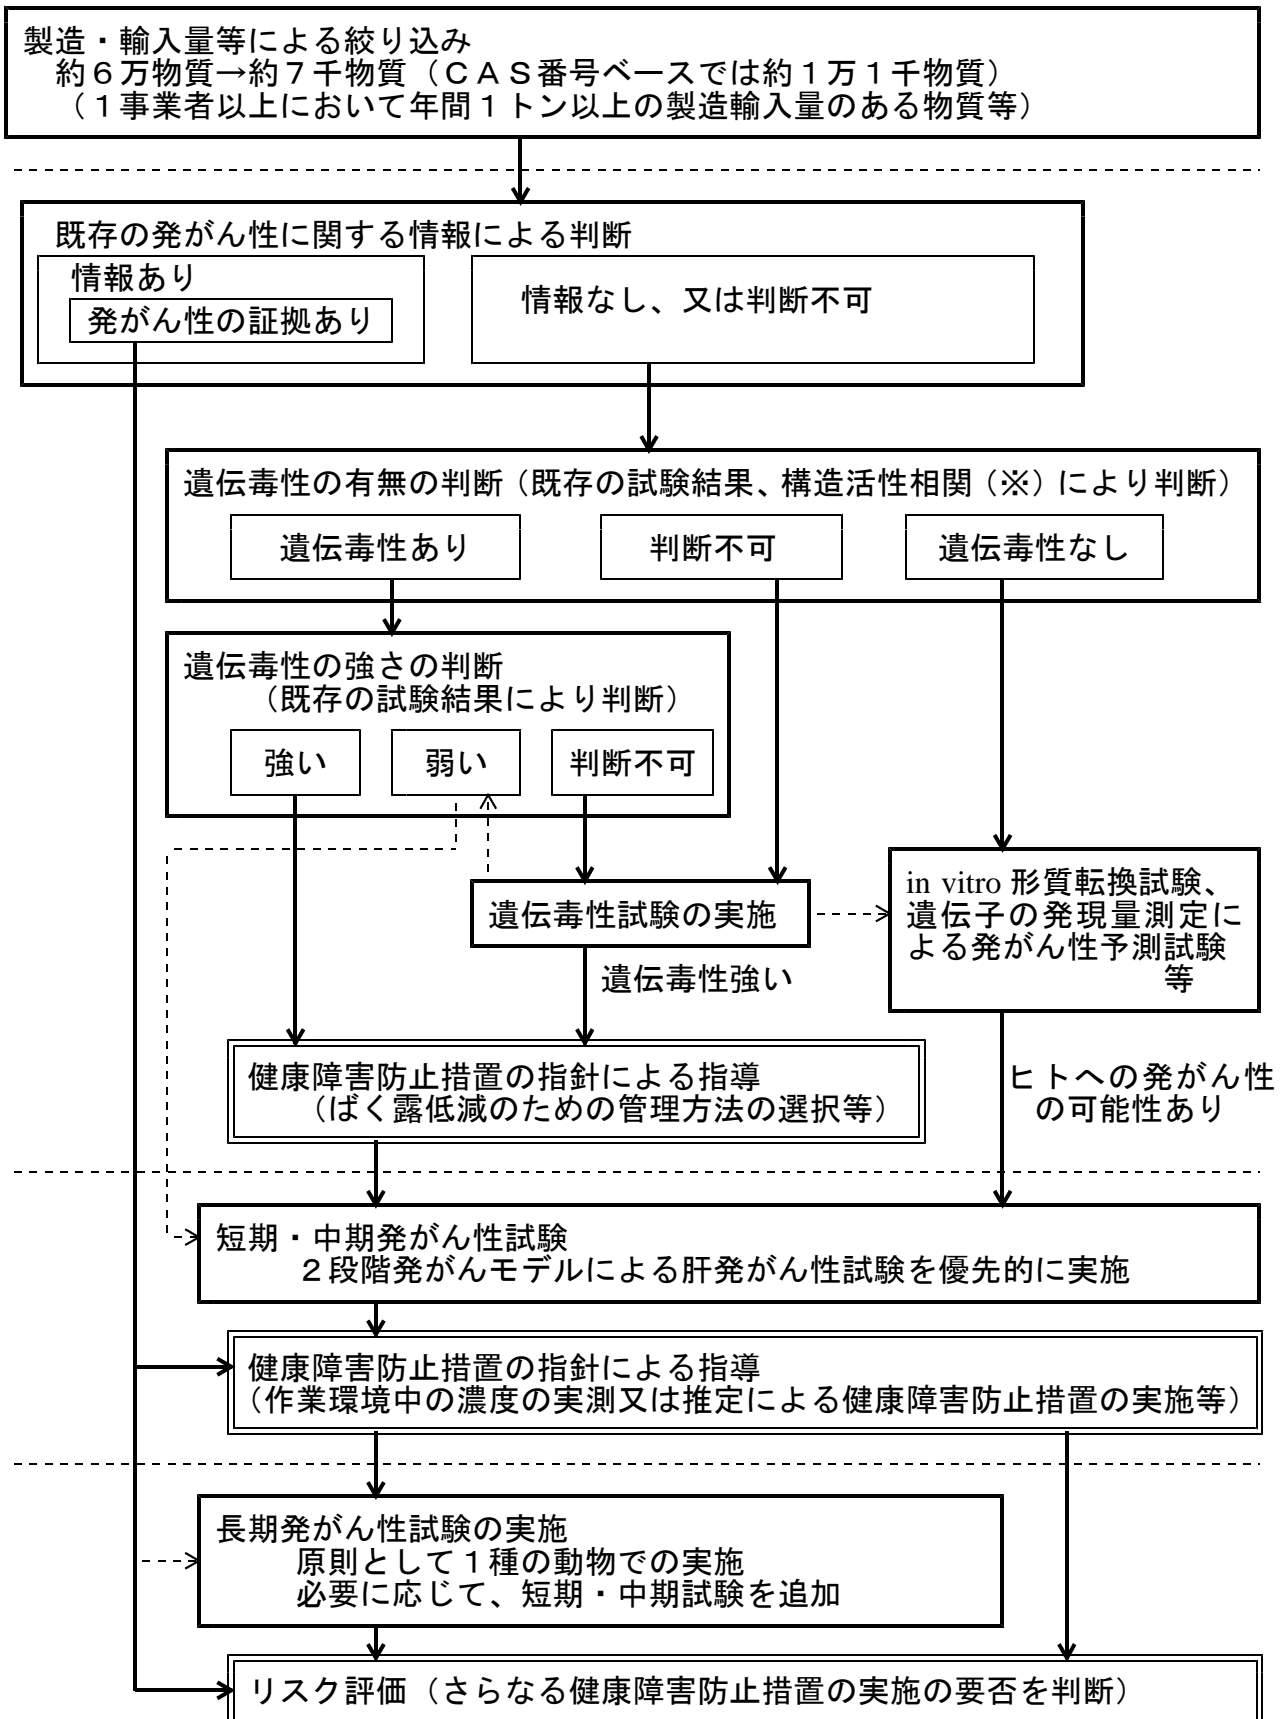 製造・輸入量等による絞り込み
約６万物質→約７千物質（ＣＡＳ番号ベースでは約１万１千物質）
（１事業者以上において年間１トン以上の製造輸入量のある物質等）
既存の発がん性に関する情報による判断
情報あり
発がん性の証拠あり
情報なし、又は判断不可
遺伝毒性の有無の判断（既存の試験結果、構造活性相関（※）により判断）
遺伝毒性あり
判断不可
遺伝毒性なし
遺伝毒性の強さの判断
（既存の試験結果により判断）
強い
弱い
判断不可
遺伝毒性試験の実施
in vitro 形質転換試験、
遺伝子の発現量測定に
よる発がん性予測試験
等
遺伝毒性強い
健康障害防止措置の指針による指導
（ばく露低減のための管理方法の選択等）
ヒトへの発がん性
の可能性あり
短期・中期発がん性試験
２段階発がんモデルによる肝発がん性試験を優先的に実施
健康障害防止措置の指針による指導
（作業環境中の濃度の実測又は推定による健康障害防止措置の実施等）
長期発がん性試験の実施
原則として１種の動物での実施
必要に応じて、短期・中期試験を追加
リスク評価（さらなる健康障害防止措置の実施の要否を判断）